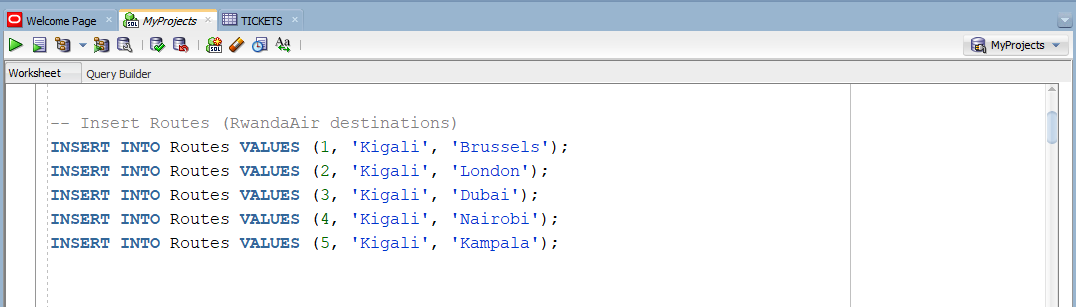 Welcome Page MyProjects TICKETS
MyProjects
Worksheet Query Builder
-- Insert Routes (RwandaAir destinations)
INSERT INTO Routes VALUES (1, 'Kigali', 'Brussels');
INSERT INTO Routes VALUES (2, 'Kigali', 'London');
INSERT INTO Routes VALUES (3, 'Kigali', 'Dubai');
INSERT INTO Routes VALUES (4, 'Kigali', 'Nairobi');
INSERT INTO Routes VALUES (5, 'Kigali', 'Kampala');